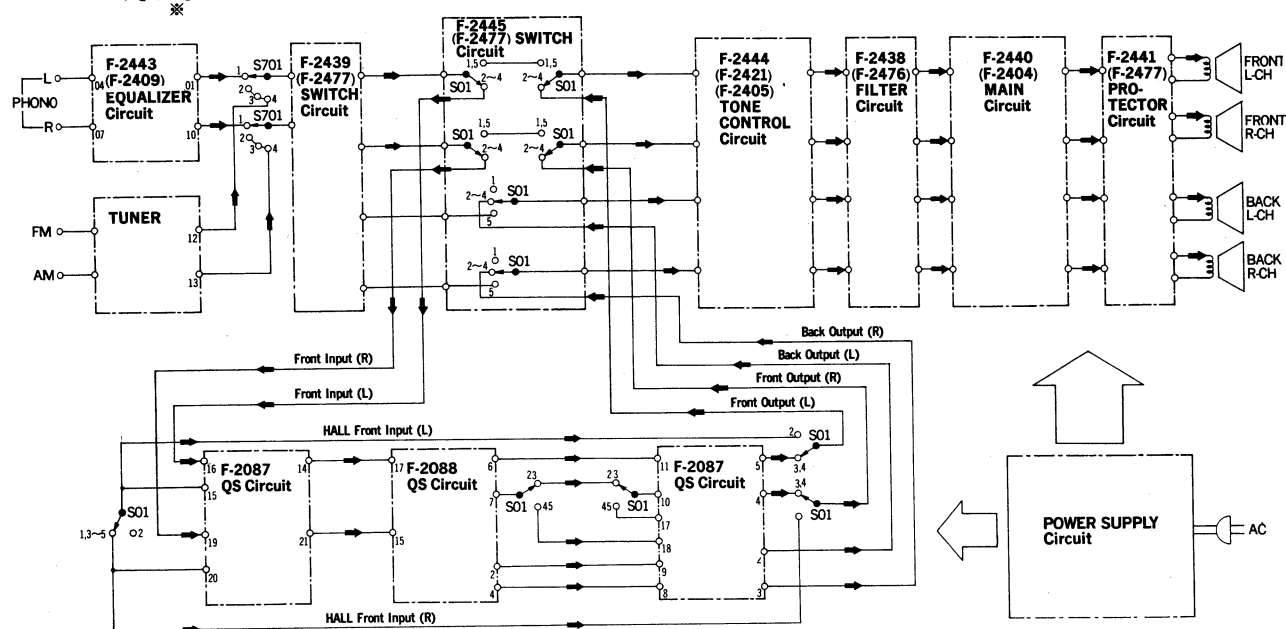 ※
F-2443
(F-2409)
EQUALIZER
Circuit
PHONO
L
R
04
07
01
10
1
S701
2
3
4
1
S701
2
3
4
F-2439
(F-2477)
SWITCH
Circuit
F-2445
(F-2477) SWITCH
Circuit
1,5
1,5
2~4
2~4
S01
S01
1,5
1,5
S01
2~4
2~4
S01
1
2~4
S01
5
1
2~4
S01
5
F-2444
(F-2421)
(F-2405)
TONE
CONTROL
Circuit
F-2438
(F-2476)
FILTER
Circuit
F-2440
(F-2404)
MAIN
Circuit
F-2441
(F-2477)
PRO-
TECTOR
Circuit
FRONT
L-CH
FRONT
R-CH
BACK
L-CH
BACK
R-CH
TUNER
FM
AM
12
13
Back Output (R)
Front Input (R)
Back Output (L)
Front Output (R)
Front Input (L)
Front Output (L)
HALL Front Input (L)
2
S01
3,4
16
F-2087
QS Circuit
14
15
19
20
21
17
F-2088
QS Circuit
6
7
15
2
4
23
S01
45
23
S01
45
11
F-2087
QS Circuit
5
10
4
17
18
9
8
3
3,4
S01
S01
1,3~5
2
HALL Front Input (R)
POWER SUPPLY
Circuit
AC